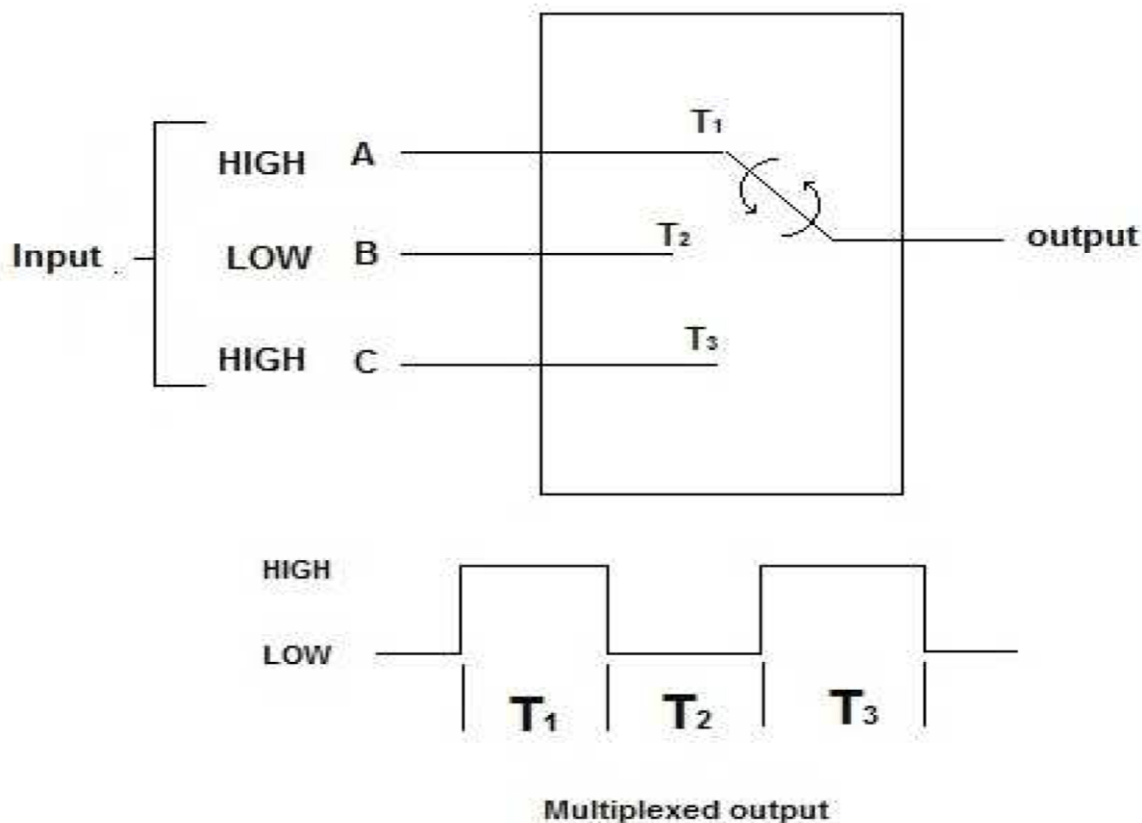 T₁
HIGH A
T₂
Input LOW B output
T₃
HIGH C
HIGH
LOW
T₁ T₂ T₃
Multiplexed output